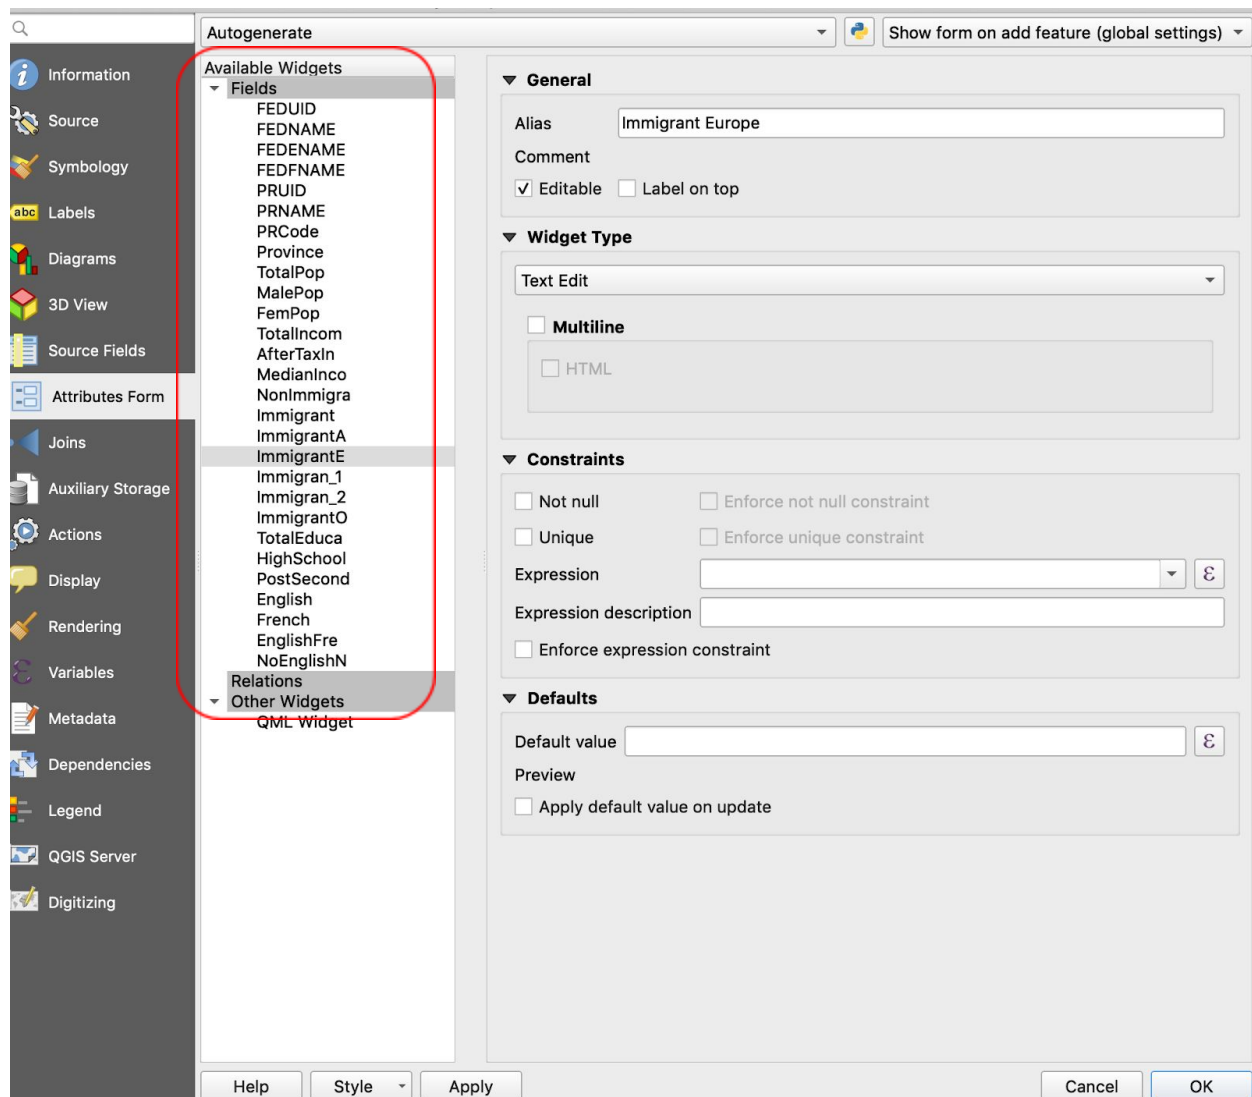 Autogenerate
Show form on add feature (global settings)
Information
Source
Symbology
abc Labels
Diagrams
3D View
Source Fields
Attributes Form
Joins
Auxiliary Storage
Actions
Display
Rendering
Variables
Metadata
Dependencies
Legend
QGIS Server
Digitizing
Available Widgets
Fields
FEDUID
FEDNAME
FEDENAME
FEDFNAME
PRUID
PRNAME
PRCode
Province
TotalPop
MalePop
FemPop
TotalIncom
AfterTaxIn
MedianInco
NonImmigra
Immigrant
ImmigrantA
ImmigrantE
Immigran_1
Immigran_2
ImmigrantO
TotalEduca
HighSchool
PostSecond
English
French
EnglishFre
NoEnglishN
Relations
Other Widgets
QML Widget
General
Alias Immigrant Europe
Comment
Editable Label on top
Widget Type
Text Edit
Multiline
HTML
Constraints
Not null Enforce not null constraint
Unique Enforce unique constraint
Expression ε
Expression description
Enforce expression constraint
Defaults
Default value ε
Preview
Apply default value on update
Help Style Apply Cancel OK